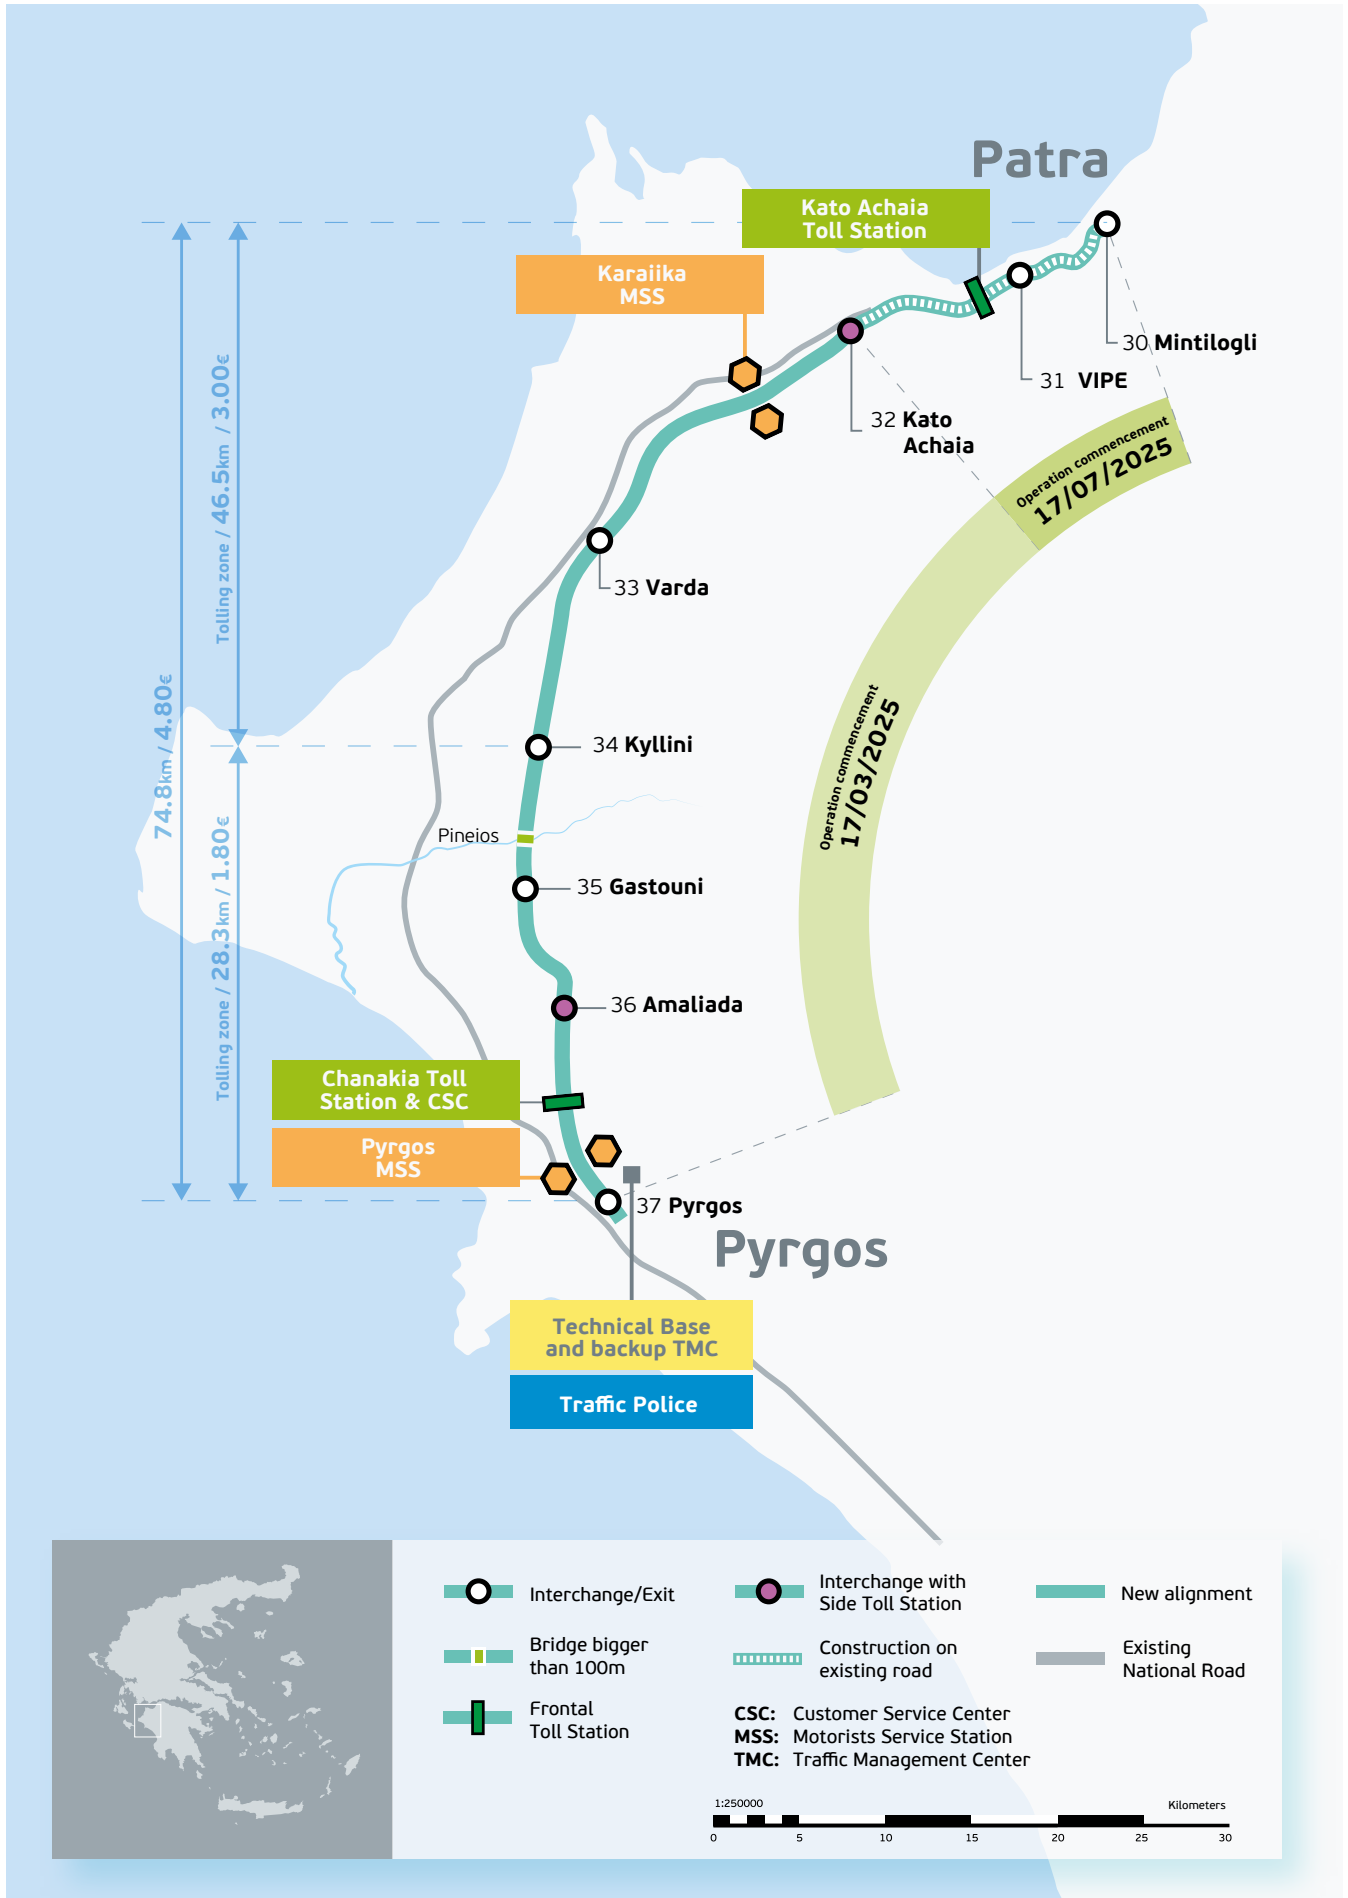 Patra
Kato Achaia
Toll Station
Karaiika
MSS
30 Mintilogli
31 VIPE
32 Kato
Achaia
Operation commencement
17/07/2025
Tolling zone / 46.5km / 3.00€
33 Varda
74.8km / 4.80€
Operation commencement
17/03/2025
34 Kyllini
Pineios
35 Gastouni
Tolling zone / 28.3km / 1.80€
36 Amaliada
Chanakia Toll
Station & CSC
Pyrgos
MSS
37 Pyrgos
Pyrgos
Technical Base
and backup TMC
Traffic Police
Interchange/Exit
Interchange with
Side Toll Station
New alignment
Bridge bigger
than 100m
Construction on
existing road
Existing
National Road
Frontal
Toll Station
CSC: Customer Service Center
MSS: Motorists Service Station
TMC: Traffic Management Center
1:250000
Kilometers
0 5 10 15 20 25 30